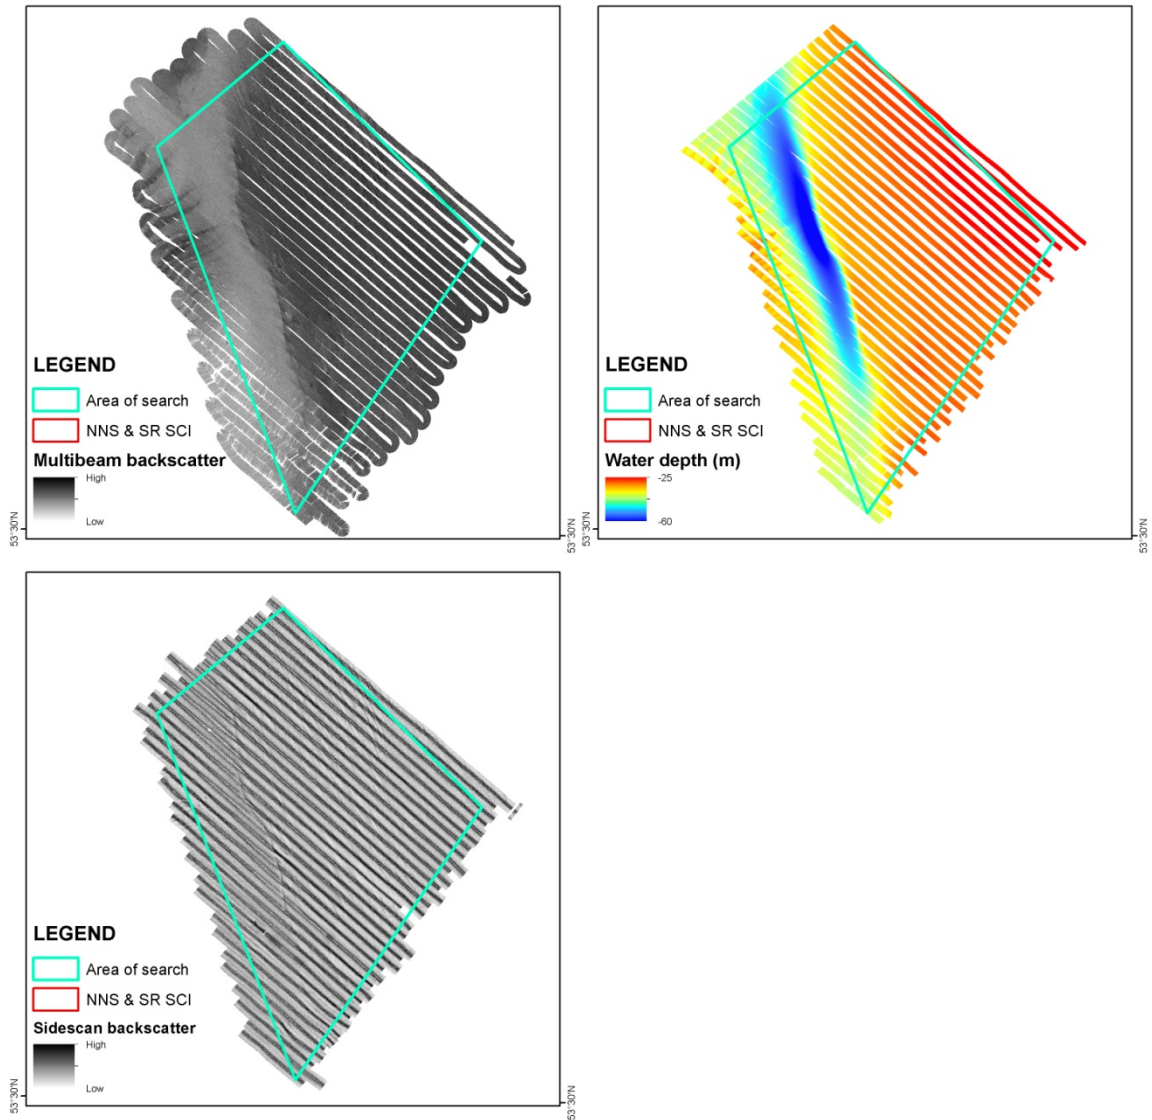 LEGEND
Area of search
NNS & SR SCI
Multibeam backscatter
High
Low
53°30'N
53°30'N
LEGEND
Area of search
NNS & SR SCI
Water depth (m)
-25
-60
53°30'N
53°30'N
LEGEND
Area of search
NNS & SR SCI
Sidescan backscatter
High
Low
53°30'N
53°30'N